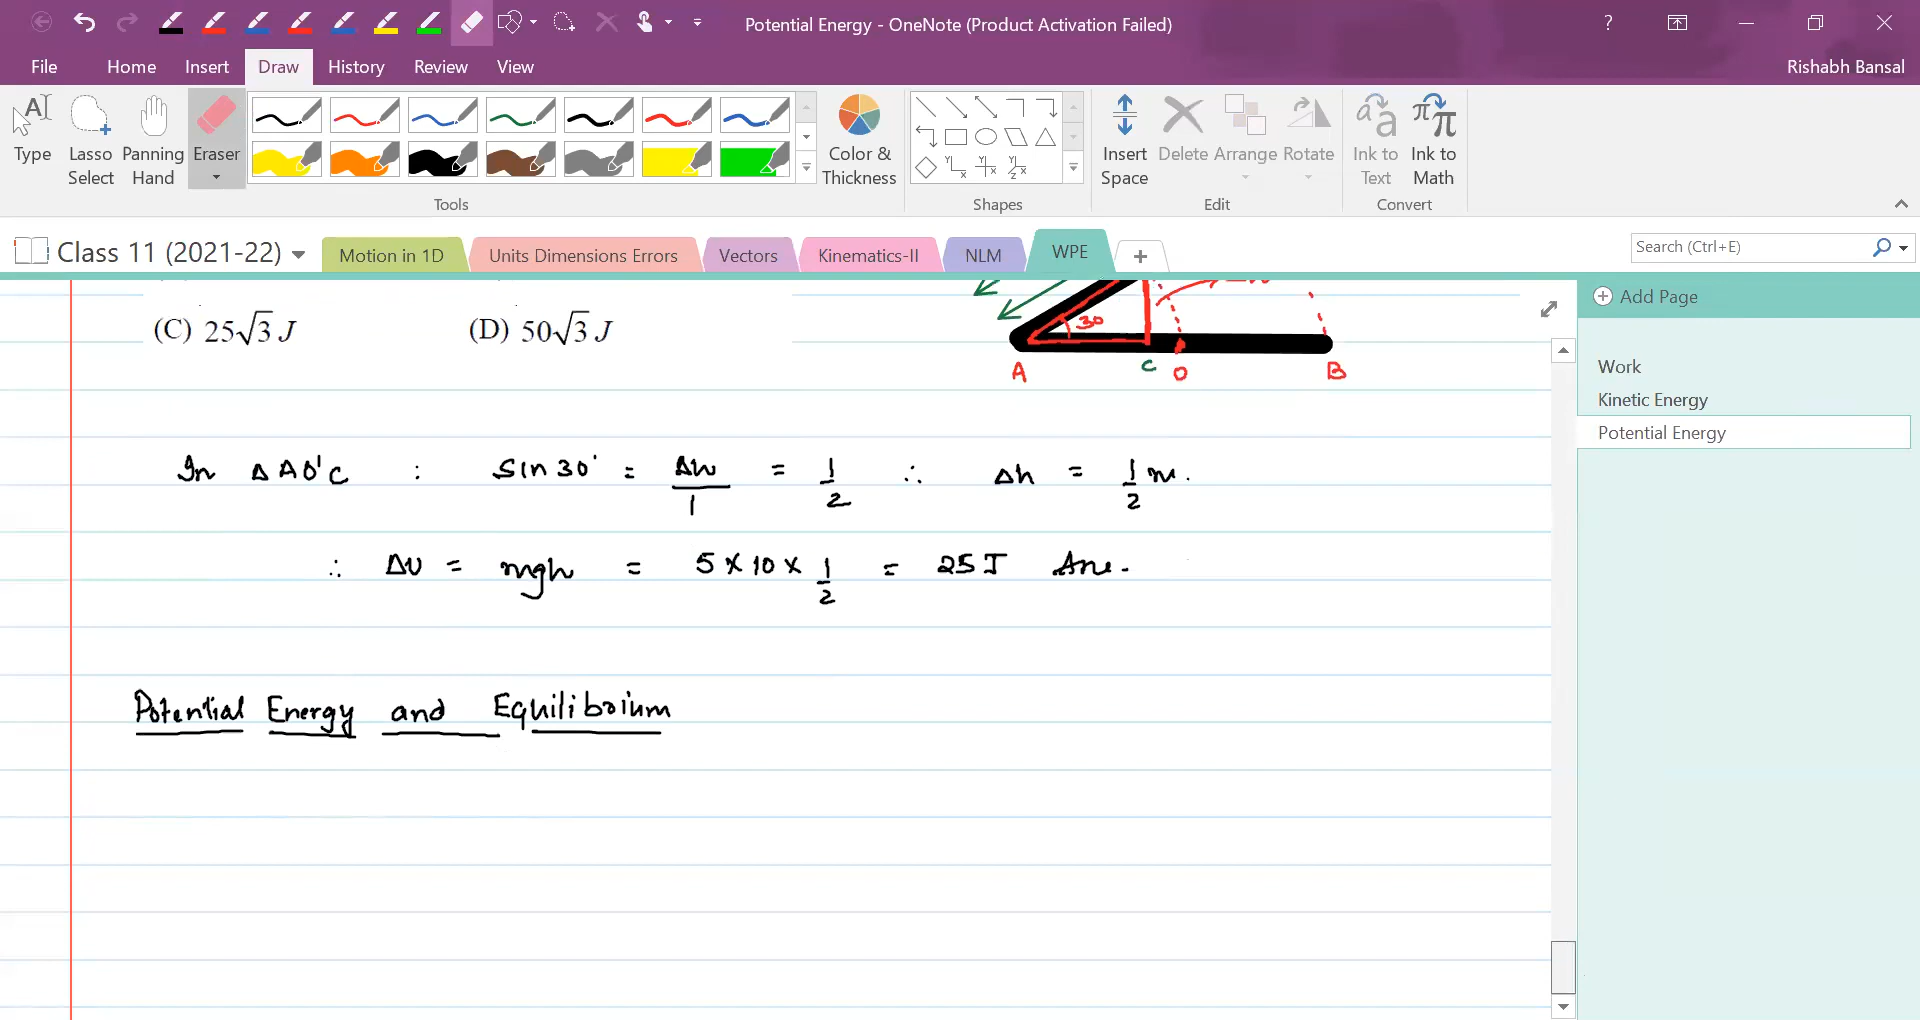 Potential Energy - OneNote (Product Activation Failed)
?
File Home Insert Draw History Review View
Rishabh Bansal
Type
Lasso Select
Panning Hand
Eraser
Color & Thickness
Insert Space
Delete
Arrange
Rotate
Ink to Text
Ink to Math
Tools
Shapes
Edit
Convert
Class 11 (2021-22)
Motion in 1D
Units Dimensions Errors
Vectors
Kinematics-II
NLM
WPE
+
Search (Ctrl+E)
Add Page
Work
Kinetic Energy
Potential Energy
(C) 25√3 J (D) 50√3 J
30
A C O B
In Δ AO'C : Sin 30° = Δh/1 = 1/2 ∴ Δh = 1/2 m.
∴ ΔU = mgh = 5 × 10 × 1/2 = 25 J Ans.
Potential Energy and Equilibrium